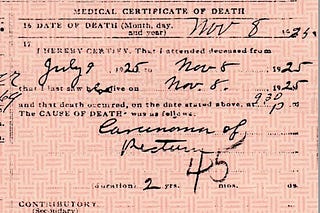 MEDICAL CERTIFICATE OF DEATH
16 DATE OF DEATH (Month, day, and year) Nov 8 1925
17
I HEREBY CERTIFY, That I attended deceased from
July 9 1925 to Nov 8 1925
that I last saw alive on Nov. 8. 1925
and that death occurred, on the date stated above, at 9 30 P m.
The CAUSE OF DEATH was as follows:
Carcinoma of
Rectum
45
(duration) 2 yrs. mos. ds.
CONTRIBUTORY
(Secondary)